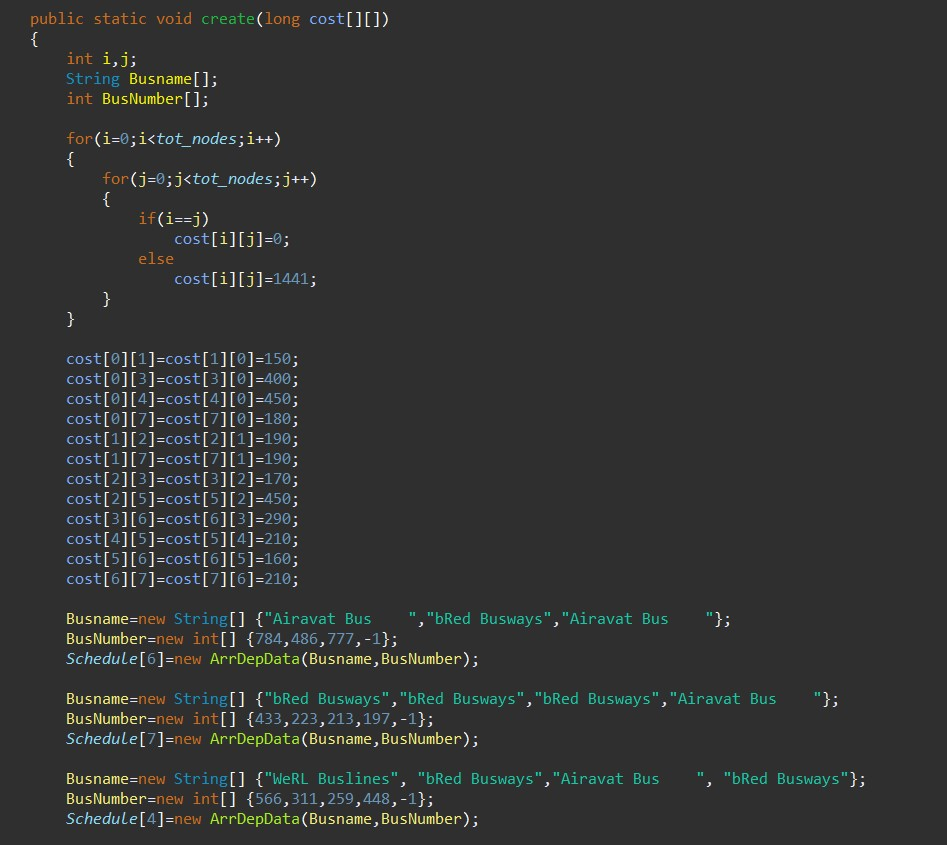 public static void create(long cost[][])
{
    int i,j;
    String Busname[];
    int BusNumber[];

    for(i=0;i<tot_nodes;i++)
    {
        for(j=0;j<tot_nodes;j++)
        {
            if(i==j)
                cost[i][j]=0;
            else
                cost[i][j]=1441;
        }
    }

    cost[0][1]=cost[1][0]=150;
    cost[0][3]=cost[3][0]=400;
    cost[0][4]=cost[4][0]=450;
    cost[0][7]=cost[7][0]=180;
    cost[1][2]=cost[2][1]=190;
    cost[1][7]=cost[7][1]=190;
    cost[2][3]=cost[3][2]=170;
    cost[2][5]=cost[5][2]=450;
    cost[3][6]=cost[6][3]=290;
    cost[4][5]=cost[5][4]=210;
    cost[5][6]=cost[6][5]=160;
    cost[6][7]=cost[7][6]=210;

    Busname=new String[] {"Airavat Bus    ","bRed Busways","Airavat Bus    "};
    BusNumber=new int[] {784,486,777,-1};
    Schedule[6]=new ArrDepData(Busname,BusNumber);

    Busname=new String[] {"bRed Busways","bRed Busways","bRed Busways","Airavat Bus    "};
    BusNumber=new int[] {433,223,213,197,-1};
    Schedule[7]=new ArrDepData(Busname,BusNumber);

    Busname=new String[] {"WeRL Buslines", "bRed Busways","Airavat Bus    ", "bRed Busways"};
    BusNumber=new int[] {566,311,259,448,-1};
    Schedule[4]=new ArrDepData(Busname,BusNumber);